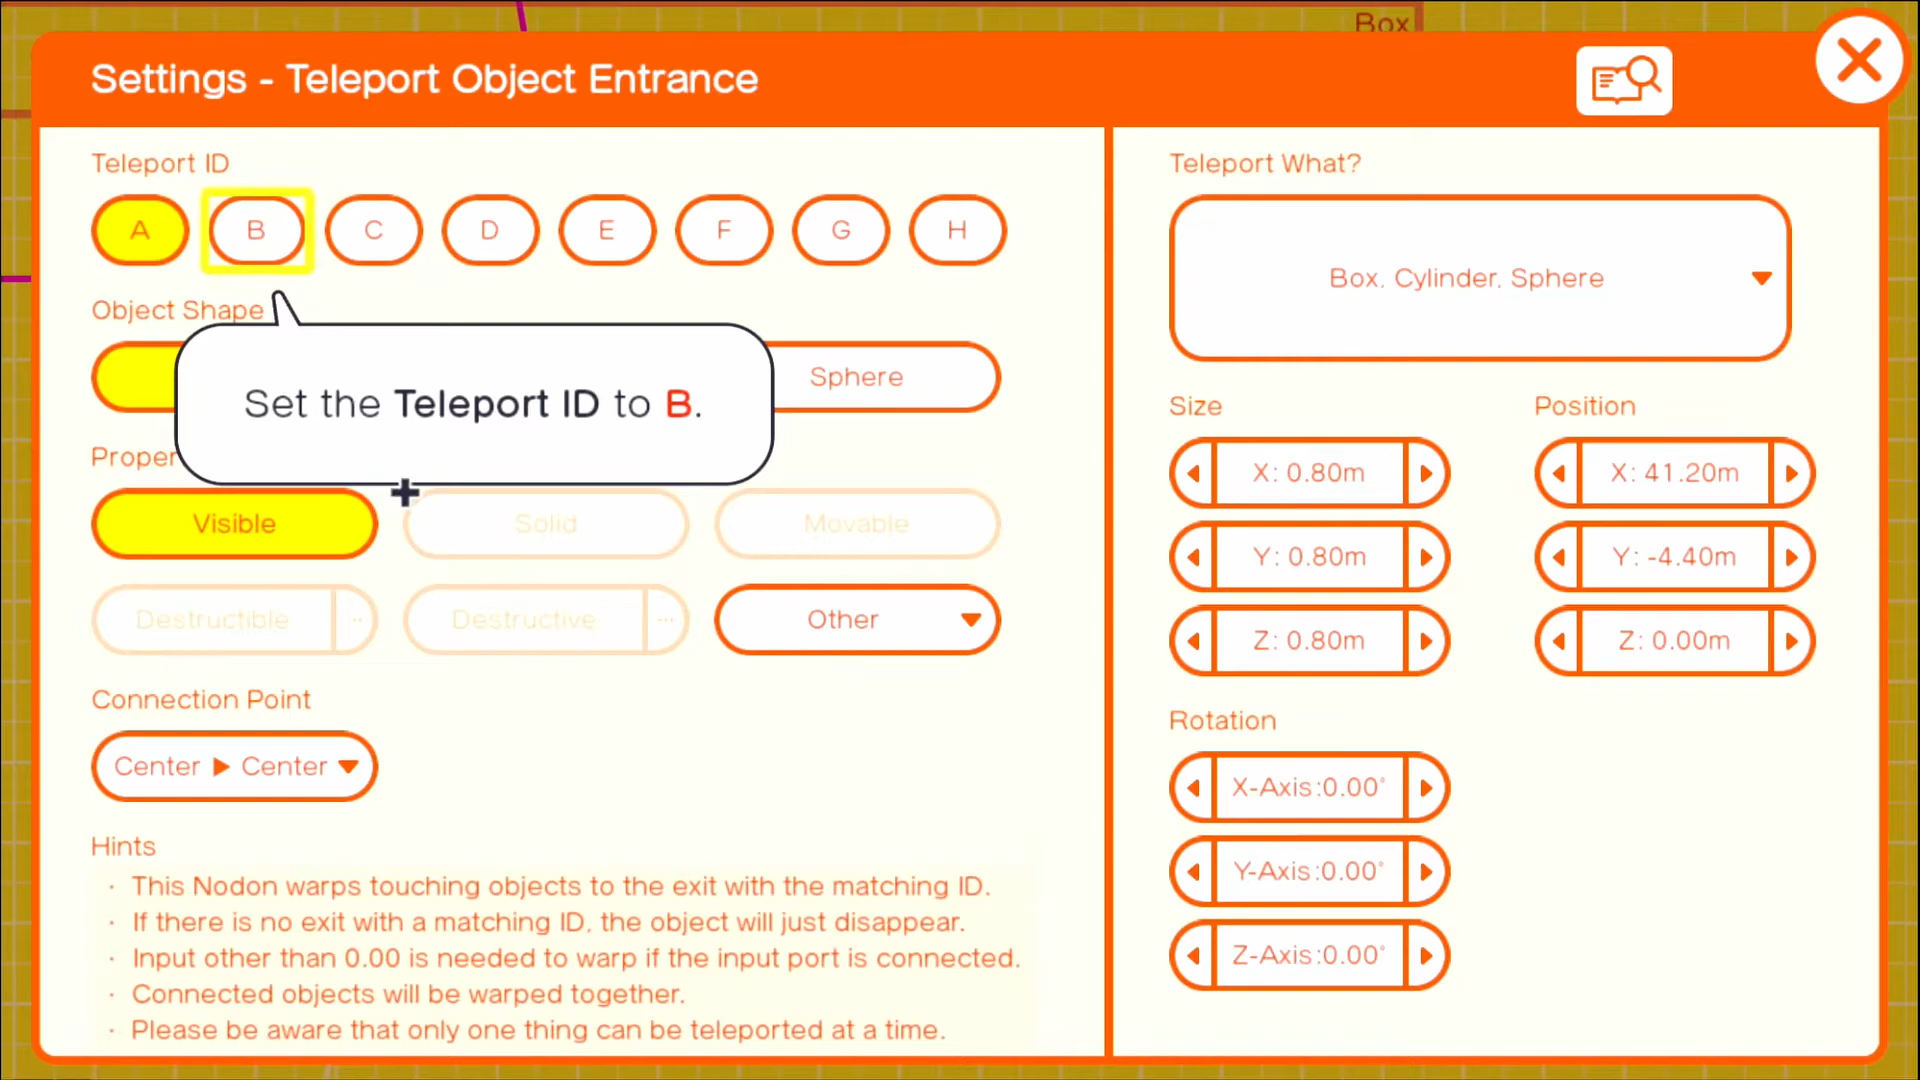 Box
Settings - Teleport Object Entrance
Teleport ID
A B C D E F G H
Object Shape
Sphere
Set the Teleport ID to B.
Proper
Visible Solid Movable
Destructible ... Destructive ... Other
Connection Point
Center ▶ Center
Hints
· This Nodon warps touching objects to the exit with the matching ID.
· If there is no exit with a matching ID, the object will just disappear.
· Input other than 0.00 is needed to warp if the input port is connected.
· Connected objects will be warped together.
· Please be aware that only one thing can be teleported at a time.
Teleport What?
Box, Cylinder, Sphere
Size
X: 0.80m
Y: 0.80m
Z: 0.80m
Position
X: 41.20m
Y: -4.40m
Z: 0.00m
Rotation
X-Axis:0.00°
Y-Axis:0.00°
Z-Axis:0.00°